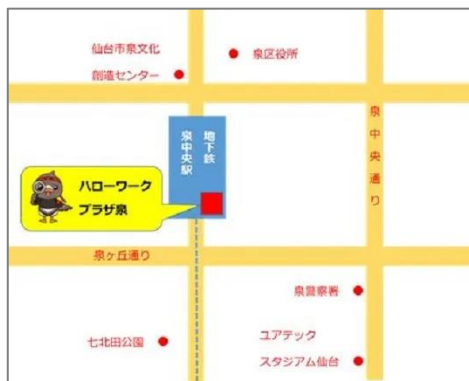 仙台市泉文化
創造センター
泉区役所
泉中央通り
地下鉄
泉中央駅
ハローワーク
プラザ泉
泉ヶ丘通り
泉警察署
七北田公園
ユアテック
スタジアム仙台